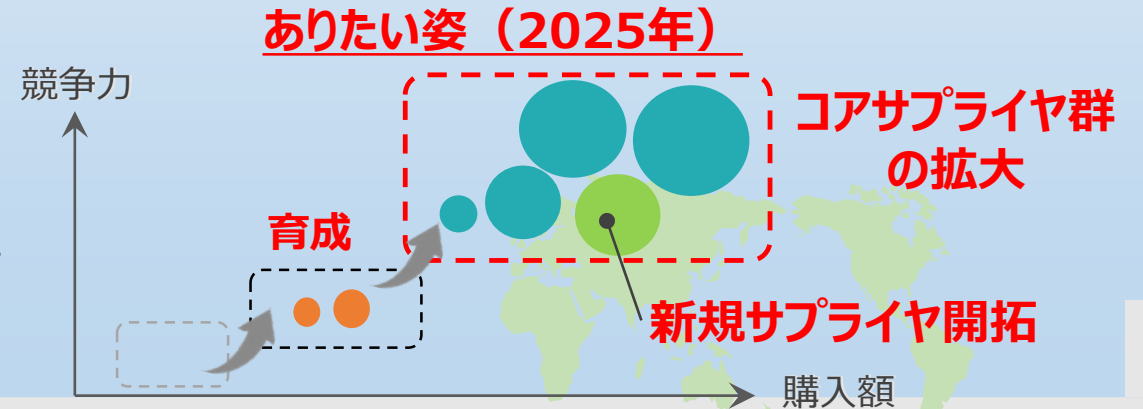 ありたい姿（2025年）
競争力
コアサプライヤ群
の拡大
育成
新規サプライヤ開拓
購入額